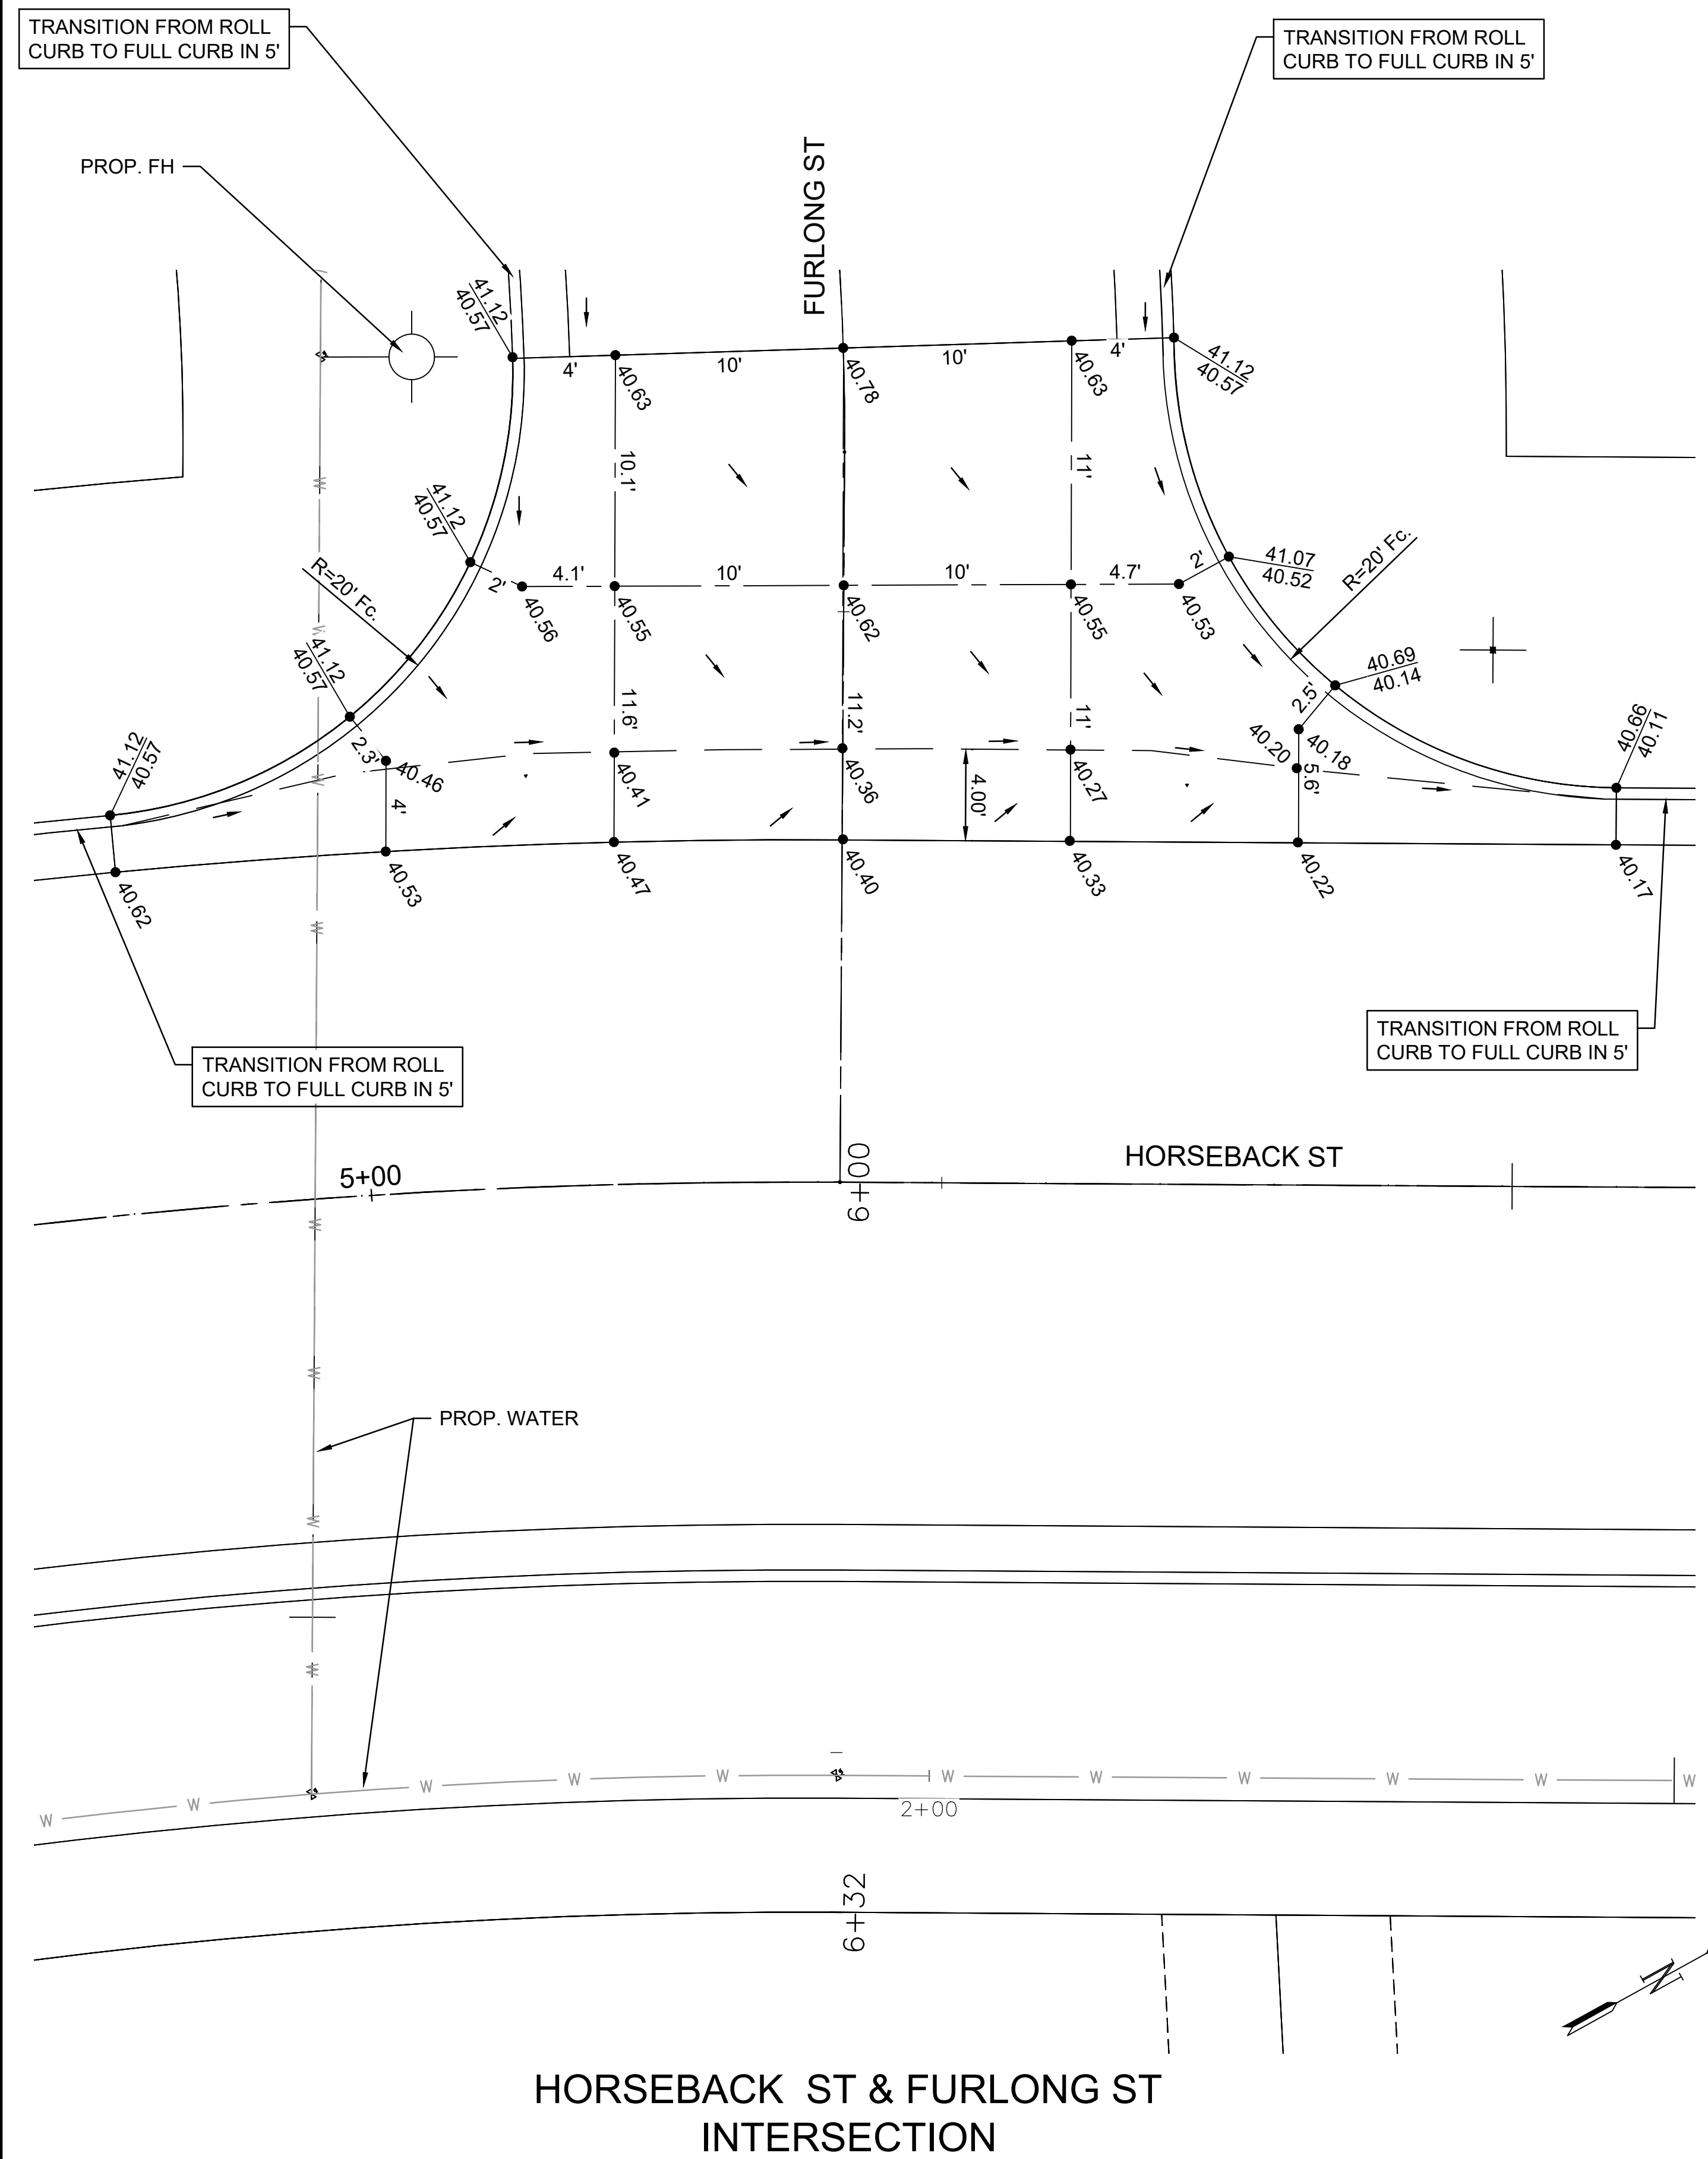 TRANSITION FROM ROLL
CURB TO FULL CURB IN 5'
TRANSITION FROM ROLL
CURB TO FULL CURB IN 5'
PROP. FH
FURLONG ST
41.12
40.57
4'
40.63
10'
40.78
10'
40.63
4'
41.12
40.57
10.1'
11'
41.12
40.57
2'
40.56
4.1'
40.55
10'
40.62
10'
40.55
4.7'
40.53
2'
41.07
40.52
R=20' Fc.
R=20' Fc.
41.12
40.57
2.3'
40.46
11.6'
11.2'
11'
40.69
40.14
2.5'
40.20
40.18
5.6'
41.12
40.57
4'
40.41
40.36
4.00'
40.27
40.66
40.11
40.62
40.53
40.47
40.40
40.33
40.22
40.17
TRANSITION FROM ROLL
CURB TO FULL CURB IN 5'
TRANSITION FROM ROLL
CURB TO FULL CURB IN 5'
W
W
W
W
W
W
W
W
5+00
6+00
HORSEBACK ST
PROP. WATER
W W W W W W W W W W W W
2+00
6+32
N
HORSEBACK ST & FURLONG ST
INTERSECTION